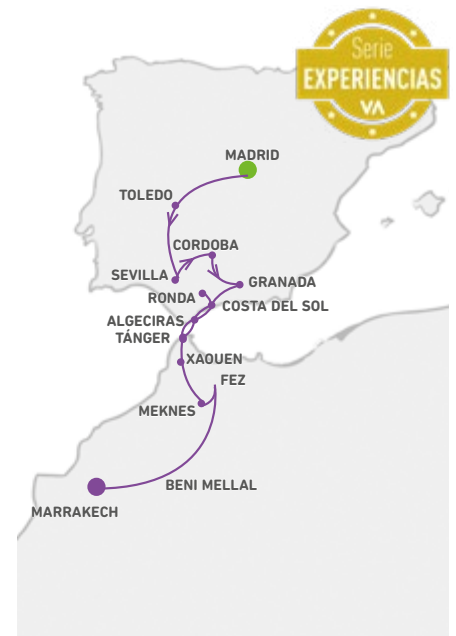 Serie
EXPERIENCIAS
VA
MADRID
TOLEDO
CORDOBA
SEVILLA
GRANADA
RONDA
COSTA DEL SOL
ALGECIRAS
TÁNGER
XAOUEN
FEZ
MEKNES
BENI MELLAL
MARRAKECH